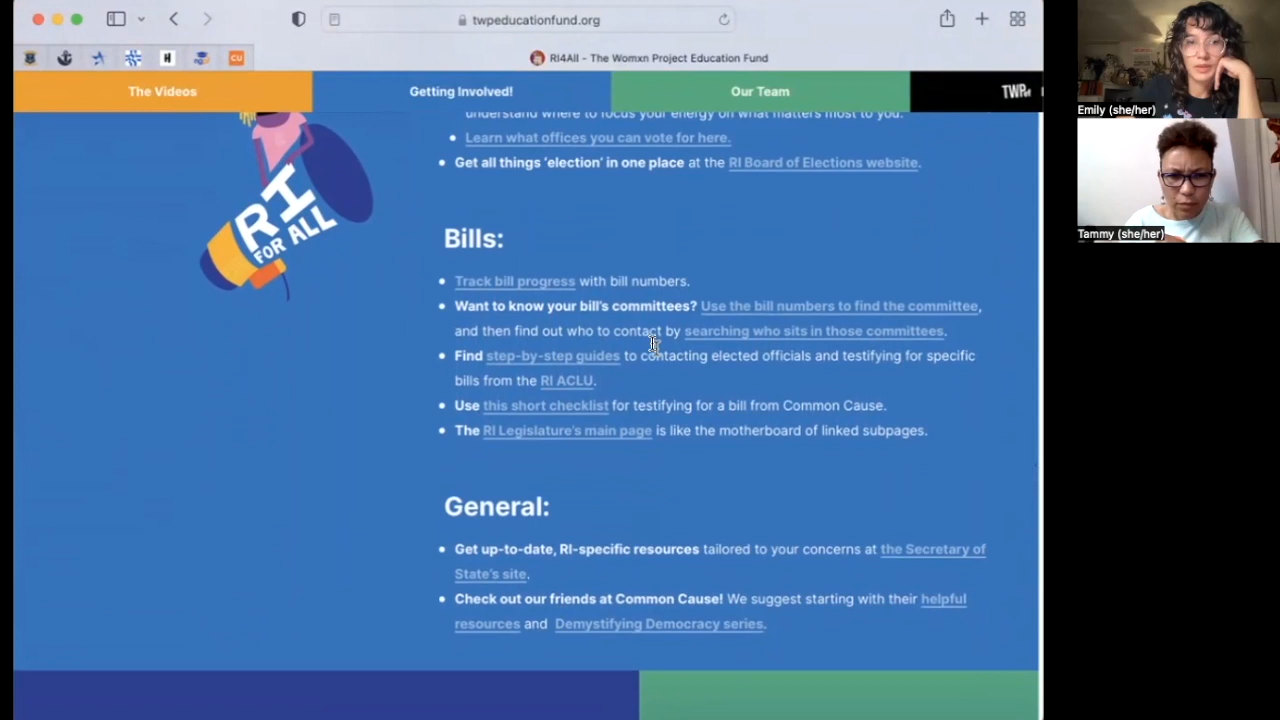 twpeducationfund.org
H
CU
RI4All - The Womxn Project Education Fund
The Videos
Getting Involved!
Our Team
TWP
understand where to focus your energy on what matters most to you.
Learn what offices you can vote for here.
Get all things ‘election’ in one place at the RI Board of Elections website.
RI
FOR ALL
Bills:
Track bill progress with bill numbers.
Want to know your bill’s committees? Use the bill numbers to find the committee,
and then find out who to contact by searching who sits in those committees.
Find step-by-step guides to contacting elected officials and testifying for specific
bills from the RI ACLU.
Use this short checklist for testifying for a bill from Common Cause.
The RI Legislature’s main page is like the motherboard of linked subpages.
General:
Get up-to-date, RI-specific resources tailored to your concerns at the Secretary of
State’s site.
Check out our friends at Common Cause! We suggest starting with their helpful
resources and Demystifying Democracy series.
Emily (she/her)
Tammy (she/her)